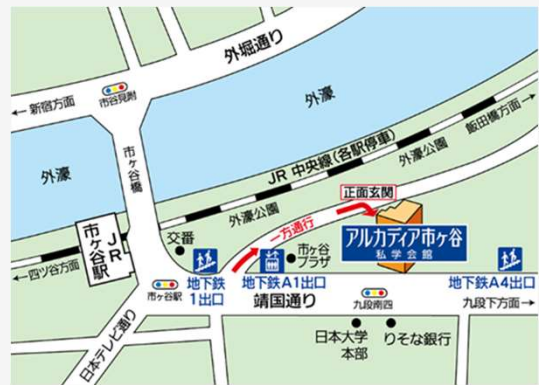 外堀通り
← 新宿方面
市谷見附
外濠
飯田橋方面 →
市ヶ谷橋
JR 中央線(各駅停車)
外濠公園
外濠
正面玄関
外濠公園
一方通行
アルカディア市ヶ谷
私学会館
JR
市ヶ谷駅
交番
市ヶ谷
プラザ
←四ツ谷方面
地下鉄
1出口
地下鉄A1出口
地下鉄A4出口
市ヶ谷駅
靖国通り
九段南四
九段下方面→
日本テレビ通り
日本大学
本部
りそな銀行